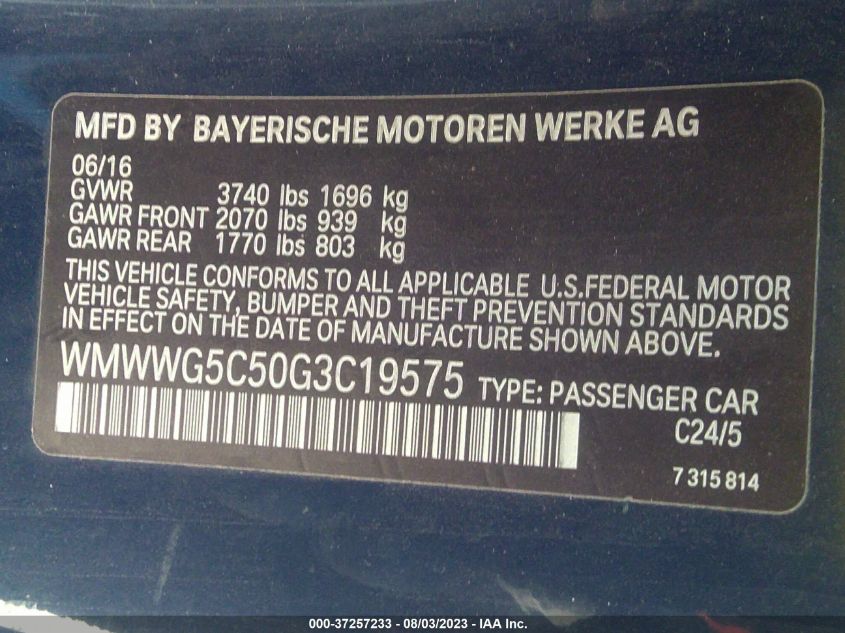 MFD BY BAYERISCHE MOTOREN WERKE AG
06/16
GVWR 3740 lbs 1696 kg
GAWR FRONT 2070 lbs 939 kg
GAWR REAR 1770 lbs 803 kg
THIS VEHICLE CONFORMS TO ALL APPLICABLE U.S.FEDERAL MOTOR
VEHICLE SAFETY, BUMPER AND THEFT PREVENTION STANDARDS
IN EFFECT ON THE DATE OF MANUFACTURE SHOWN ABOVE.
WMWWG5C50G3C19575 TYPE: PASSENGER CAR
C24/5
7 315 814
000-37257233 - 08/03/2023 - IAA Inc.